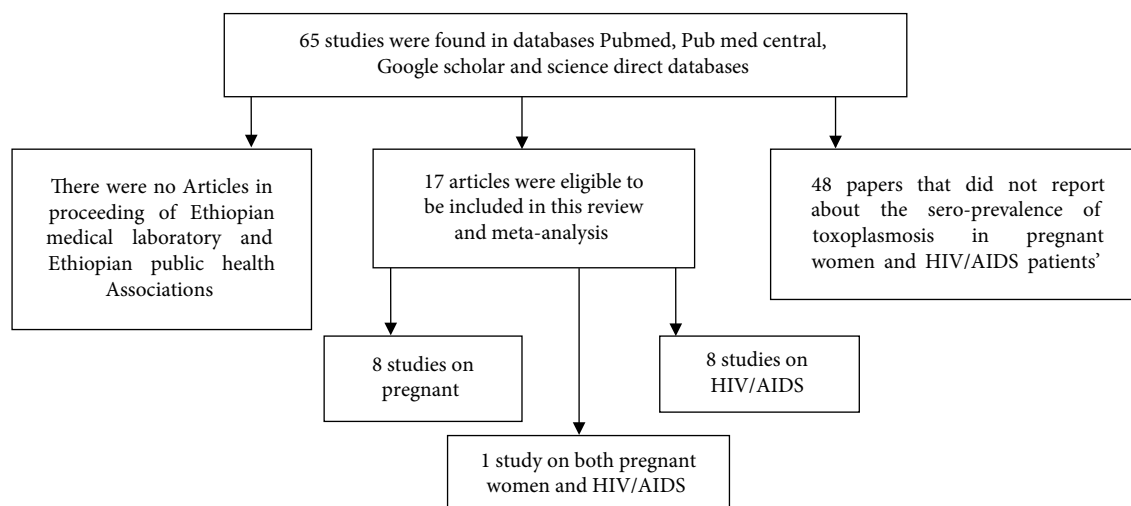 65 studies were found in databases Pubmed, Pub med central,
Google scholar and science direct databases
There were no Articles in
proceeding of Ethiopian
medical laboratory and
Ethiopian public health
Associations
17 articles were eligible to
be included in this review
and meta-analysis
48 papers that did not report
about the sero-prevalence of
toxoplasmosis in pregnant
women and HIV/AIDS patients’
8 studies on
pregnant
8 studies on
HIV/AIDS
1 study on both pregnant
women and HIV/AIDS